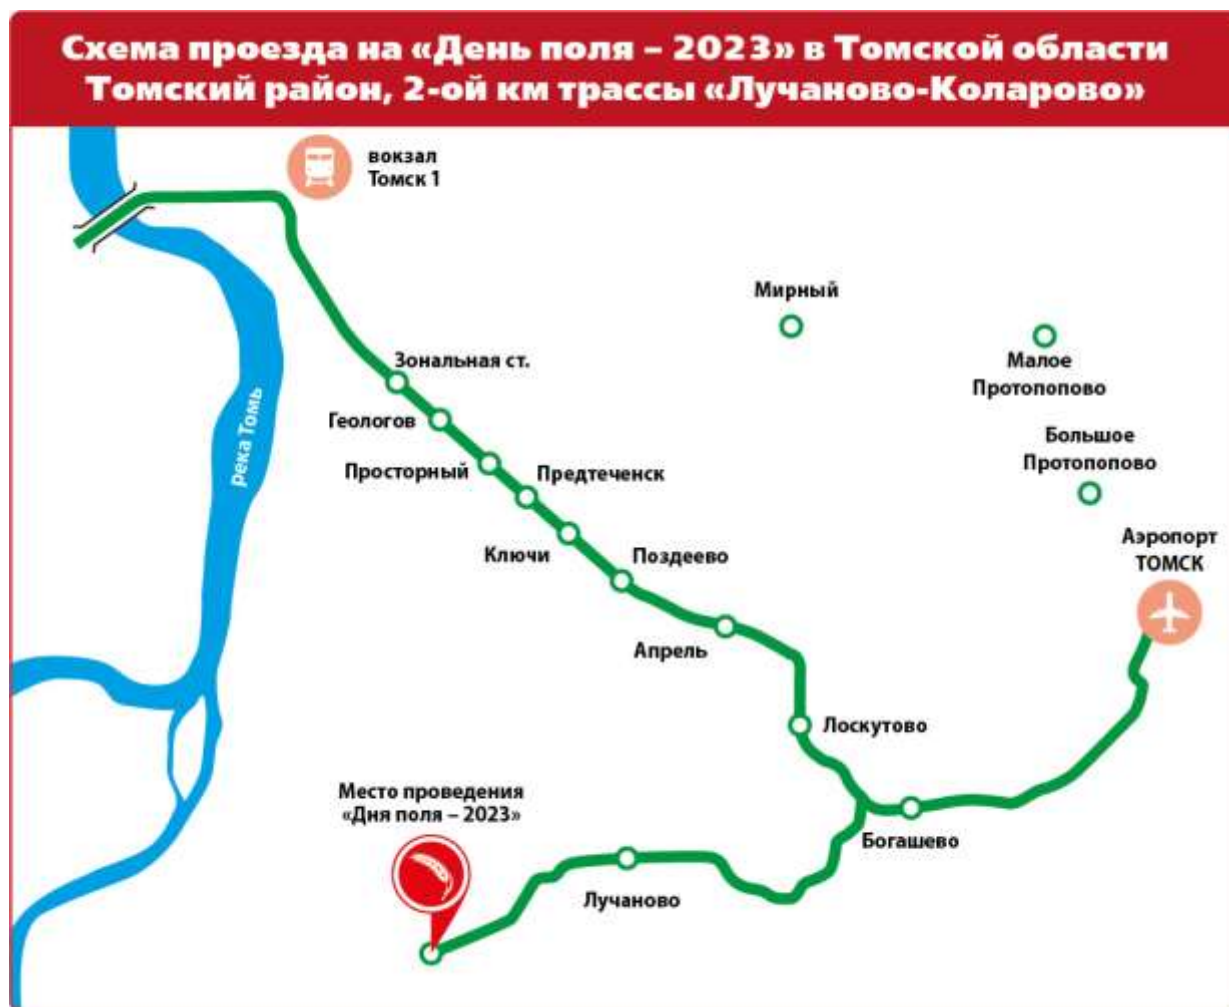 Схема проезда на «День поля – 2023» в Томской области
Томский район, 2-ой км трассы «Лучаново-Коларово»
вокзал
Томск 1
Мирный
Малое
Протопопово
Зональная ст.
Геологов
река Томь
Большое
Протопопово
Просторный
Предтеченск
Аэропорт
ТОМСК
Ключи
Поздеево
Апрель
Лоскутово
Место проведения
«Дня поля – 2023»
Богашево
Лучаново